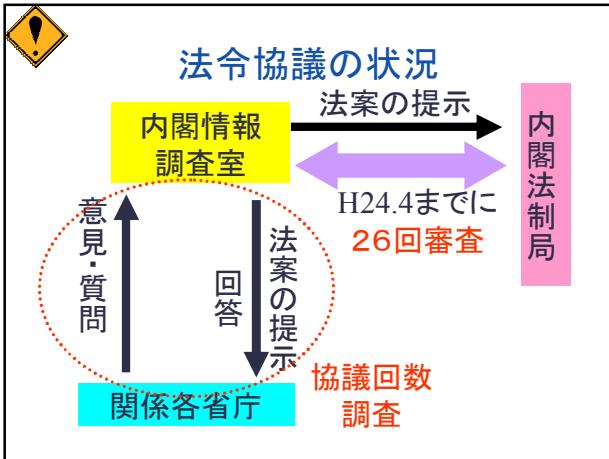 法令協議の状況
法案の提示
内閣情報
調査室
内閣法制局
H24.4までに
26回審査
意見・質問
回答
法案の提示
関係各省庁
協議回数
調査